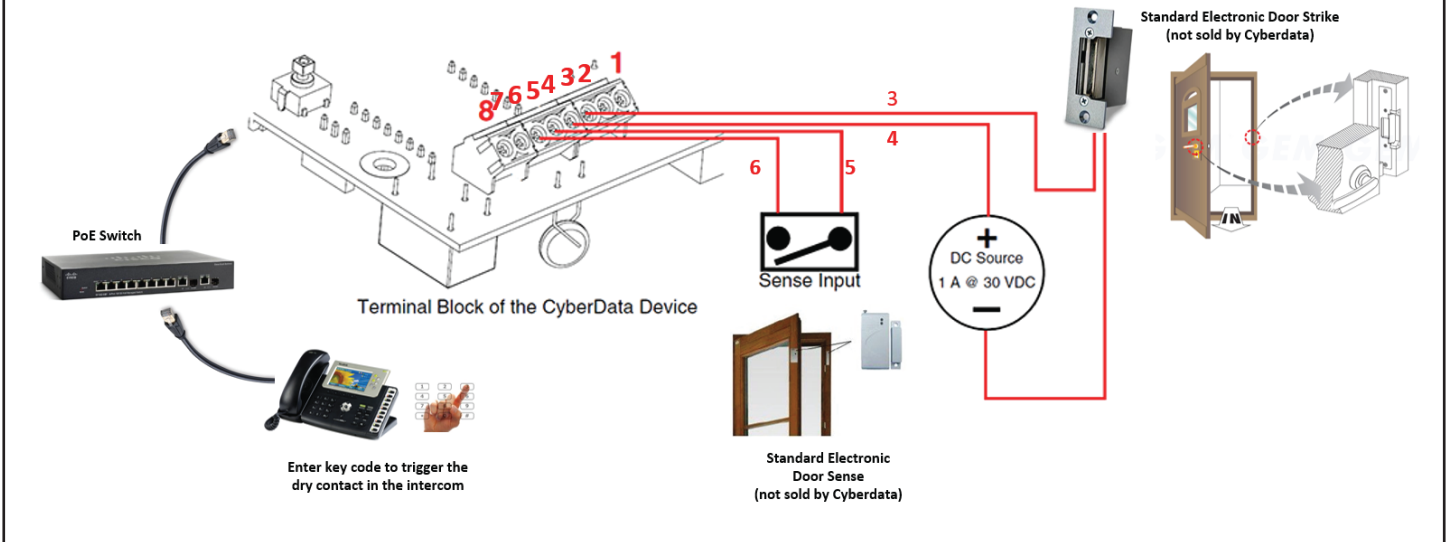 Standard Electronic Door Strike
(not sold by Cyberdata)
8 7 6 5 4 3 2 1
3
4
6
5
IN
PoE Switch
+
DC Source
1 A @ 30 VDC
Sense Input
Terminal Block of the CyberData Device
Enter key code to trigger the
dry contact in the intercom
Standard Electronic
Door Sense
(not sold by Cyberdata)